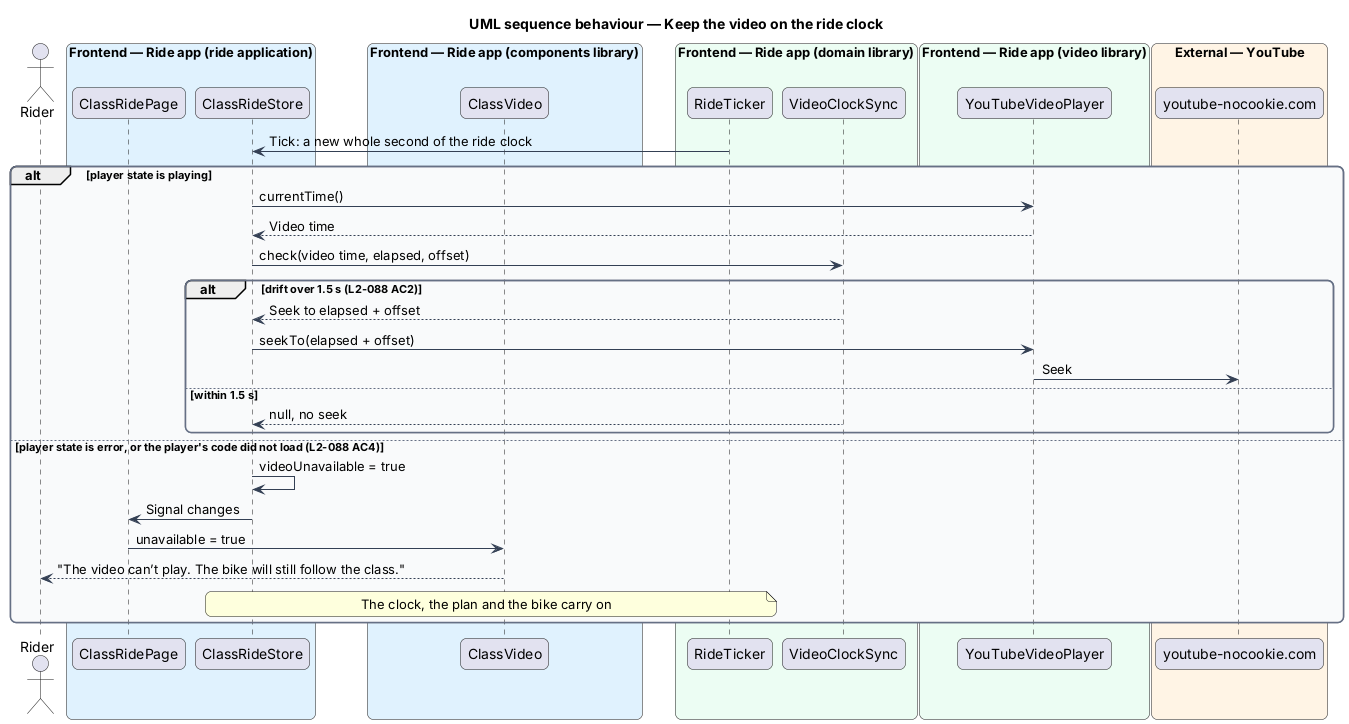 UML sequence behaviour — Keep the video on the ride clock
Frontend — Ride app (ride application)
Frontend — Ride app (components library)
Frontend — Ride app (domain library)
Frontend — Ride app (video library)
External — YouTube
Rider
ClassRidePage
ClassRideStore
ClassVideo
RideTicker
VideoClockSync
YouTubeVideoPlayer
youtube-nocookie.com
Tick: a new whole second of the ride clock
alt
[player state is playing]
currentTime()
Video time
check(video time, elapsed, offset)
alt
[drift over 1.5 s (L2-088 AC2)]
Seek to elapsed + offset
seekTo(elapsed + offset)
Seek
[within 1.5 s]
null, no seek
[player state is error, or the player's code did not load (L2-088 AC4)]
videoUnavailable = true
Signal changes
unavailable = true
"The video can’t play. The bike will still follow the class."
The clock, the plan and the bike carry on
Rider
ClassRidePage
ClassRideStore
ClassVideo
RideTicker
VideoClockSync
YouTubeVideoPlayer
youtube-nocookie.com